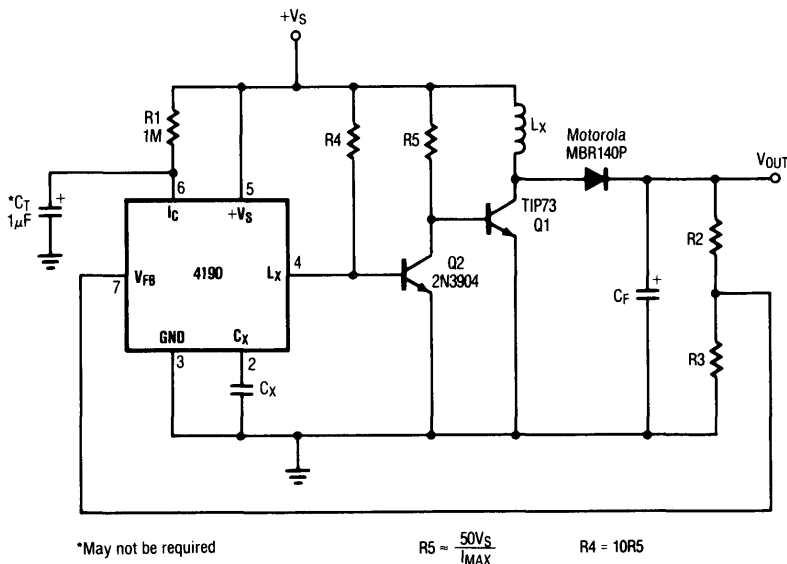 +VS
R1
1M
R4
R5
LX
Motorola
MBR140P
VOUT
*CT
1µF
+
6
5
IC
+VS
TIP73
Q1
R2
VFB
7
4190
LX
4
Q2
2N3904
CF
+
GND
CX
3
2
CX
R3
*May not be required
R5 ≈ 50VS / IMAX
R4 = 10R5